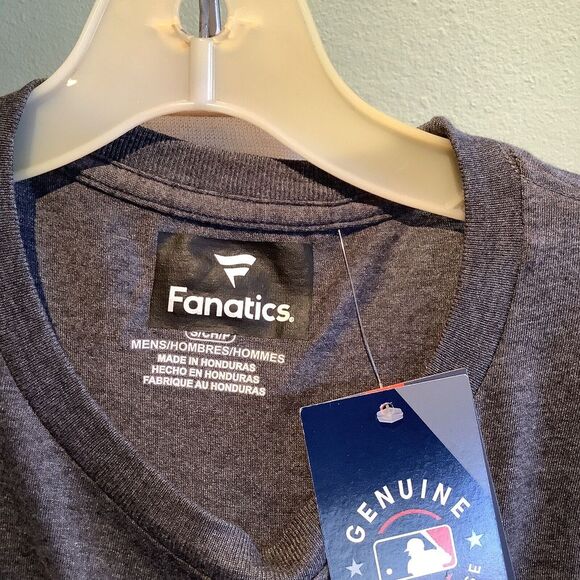 Fanatics.
S/CH/P
MENS/HOMBRES/HOMMES
MADE IN HONDURAS
HECHO EN HONDURAS
FABRIQUE AU HONDURAS
GENUINE